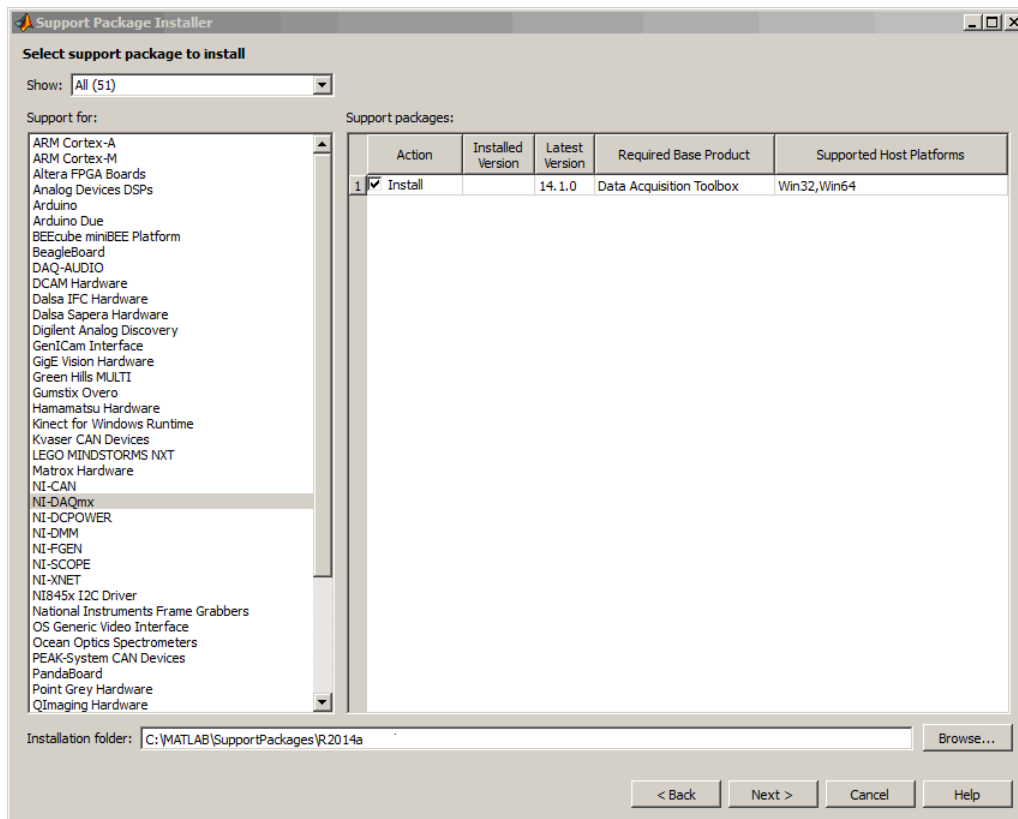 Support Package Installer
Select support package to install
Show: All (51)
Support for:
ARM Cortex-A
ARM Cortex-M
Altera FPGA Boards
Analog Devices DSPs
Arduino
Arduino Due
BEEcube miniBEE Platform
BeagleBoard
DAQ-AUDIO
DCAM Hardware
Dalsa IFC Hardware
Dalsa Sapera Hardware
Digilent Analog Discovery
GenICam Interface
GigE Vision Hardware
Green Hills MULTI
Gumstix Overo
Hamamatsu Hardware
Kinect for Windows Runtime
Kvaser CAN Devices
LEGO MINDSTORMS NXT
Matrox Hardware
NI-CAN
NI-DAQmx
NI-DCPOWER
NI-DMM
NI-FGEN
NI-SCOPE
NI-XNET
NI845x I2C Driver
National Instruments Frame Grabbers
OS Generic Video Interface
Ocean Optics Spectrometers
PEAK-System CAN Devices
PandaBoard
Point Grey Hardware
QImaging Hardware
Support packages:
Action Installed Version Latest Version Required Base Product Supported Host Platforms
1 Install 14.1.0 Data Acquisition Toolbox Win32,Win64
Installation folder: C:\MATLAB\SupportPackages\R2014a Browse...
< Back Next > Cancel Help